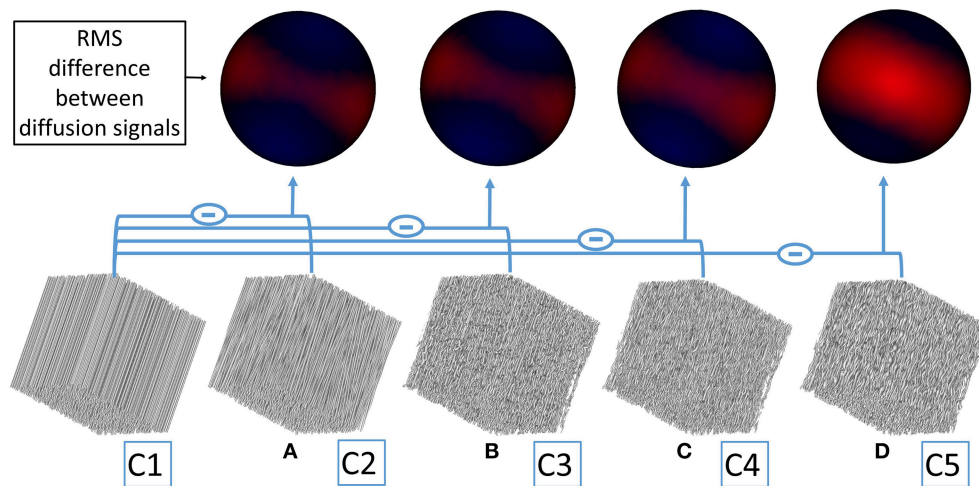 RMS
difference
between
diffusion signals
C1
A
C2
B
C3
C
C4
D
C5